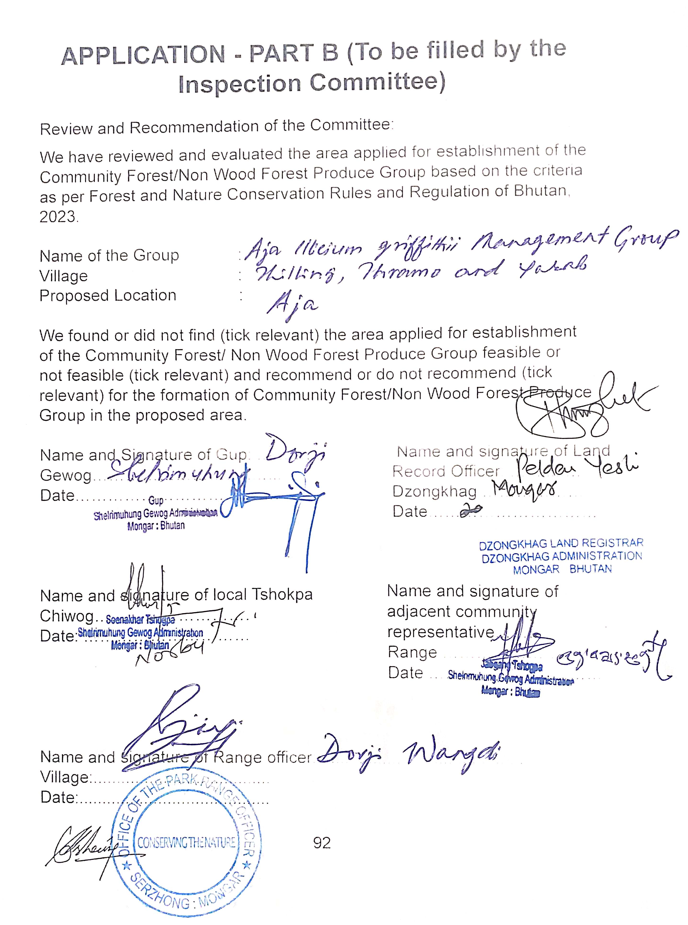 APPLICATION - PART B (To be filled by the
Inspection Committee)
Review and Recommendation of the Committee:
We have reviewed and evaluated the area applied for establishment of the
Community Forest/Non Wood Forest Produce Group based on the criteria
as per Forest and Nature Conservation Rules and Regulation of Bhutan,
2023.
Name of the Group : Aja Illicium griffithii Management Group
Village : Thilling, Thramo and Yakab
Proposed Location : Aja
We found or did not find (tick relevant) the area applied for establishment
of the Community Forest/ Non Wood Forest Produce Group feasible or
not feasible (tick relevant) and recommend or do not recommend (tick
relevant) for the formation of Community Forest/Non Wood Forest Produce
Group in the proposed area.
Name and Signature of Gup Dorji
Gewog... Sherimuhung
Date...................
Gup
Sheirimuhung Gewog Administration
Mongar : Bhutan
Name and signature of Land
Record Officer Peldon Yeshi
Dzongkhag Mongar
Date ...20...................
DZONGKHAG LAND REGISTRAR
DZONGKHAG ADMINISTRATION
MONGAR BHUTAN
Name and signature of local Tshokpa
Chiwog...
Date:
Soenakhar Tshogpa
Sheirimuhung Gewog Administration
Mongar : Bhutan
Norbu
Name and signature of
adjacent community
representative
Range
Date
Jabgang Tshogpa
Sheirimuhung Gewog Administration
Mongar : Bhutan
Name and signature of Range officer Dorji Wangdi
Village:...................
Date:...................
OFFICE OF THE PARK RANGE OFFICER
CONSERVING THE NATURE
SERZHONG : MONGAR
92